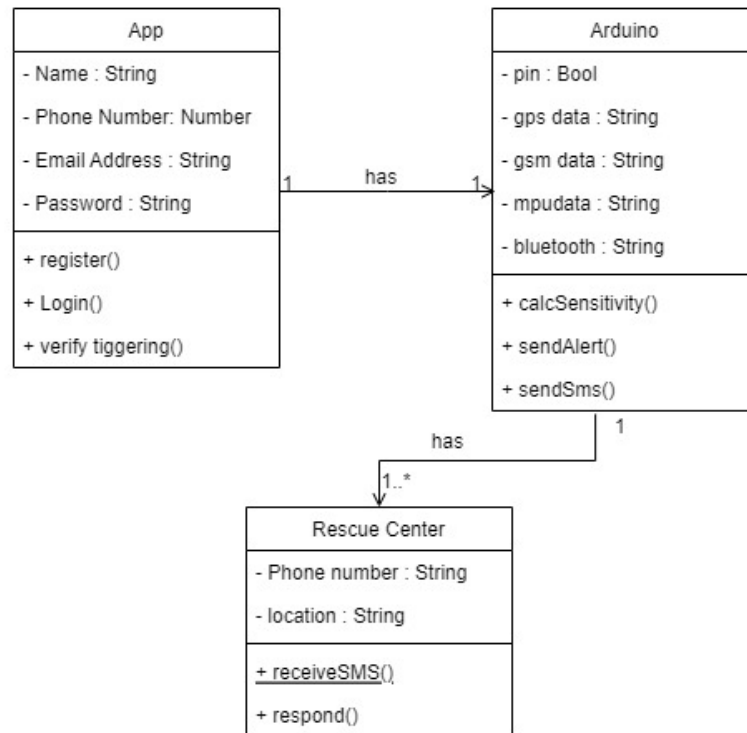 App
- Name : String
- Phone Number: Number
- Email Address : String
- Password : String
+ register()
+ Login()
+ verify tiggering()
1
has
1
Arduino
- pin : Bool
- gps data : String
- gsm data : String
- mpudata : String
- bluetooth : String
+ calcSensitivity()
+ sendAlert()
+ sendSms()
1
has
1..*
Rescue Center
- Phone number : String
- location : String
+ receiveSMS()
+ respond()